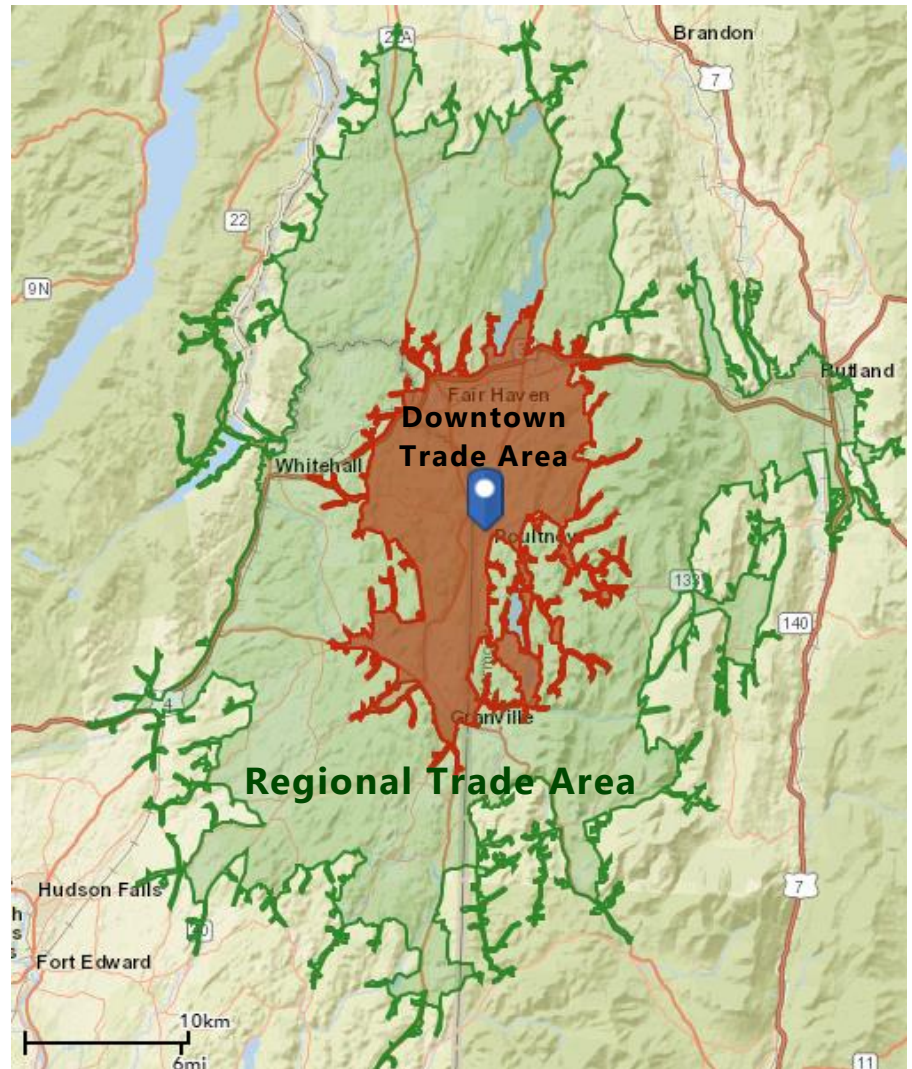 22A
Brandon
7
22
9N
Rutland
Fair Haven
Downtown
Trade Area
Whitehall
Poultney
133
140
4
Granville
Regional Trade Area
7
Hudson Falls
h
s
40
Fort Edward
10km
6mi
11